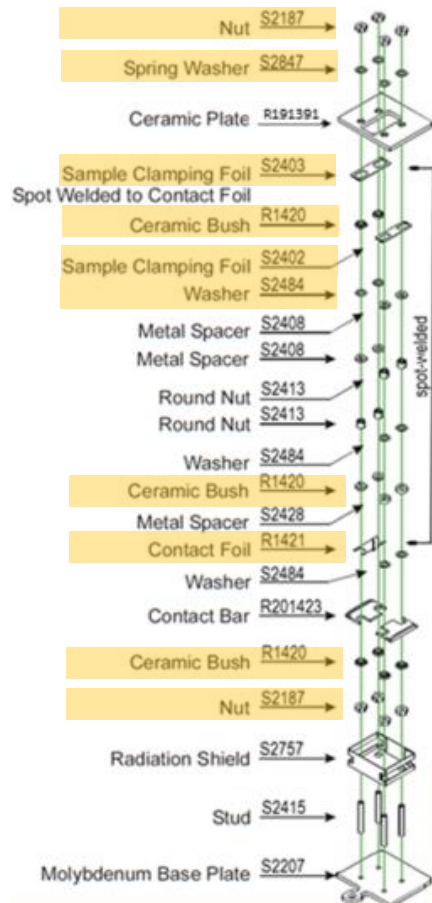 Nut S2187
Spring Washer S2847
Ceramic Plate R191391
Sample Clamping Foil S2403
Spot Welded to Contact Foil
Ceramic Bush R1420
Sample Clamping Foil S2402
Washer S2484
Metal Spacer S2408
Metal Spacer S2408
Round Nut S2413
Round Nut S2413
Washer S2484
Ceramic Bush R1420
Metal Spacer S2428
Contact Foil R1421
Washer S2484
Contact Bar R201423
Ceramic Bush R1420
Nut S2187
Radiation Shield S2757
Stud S2415
Molybdenum Base Plate S2207
spot-welded